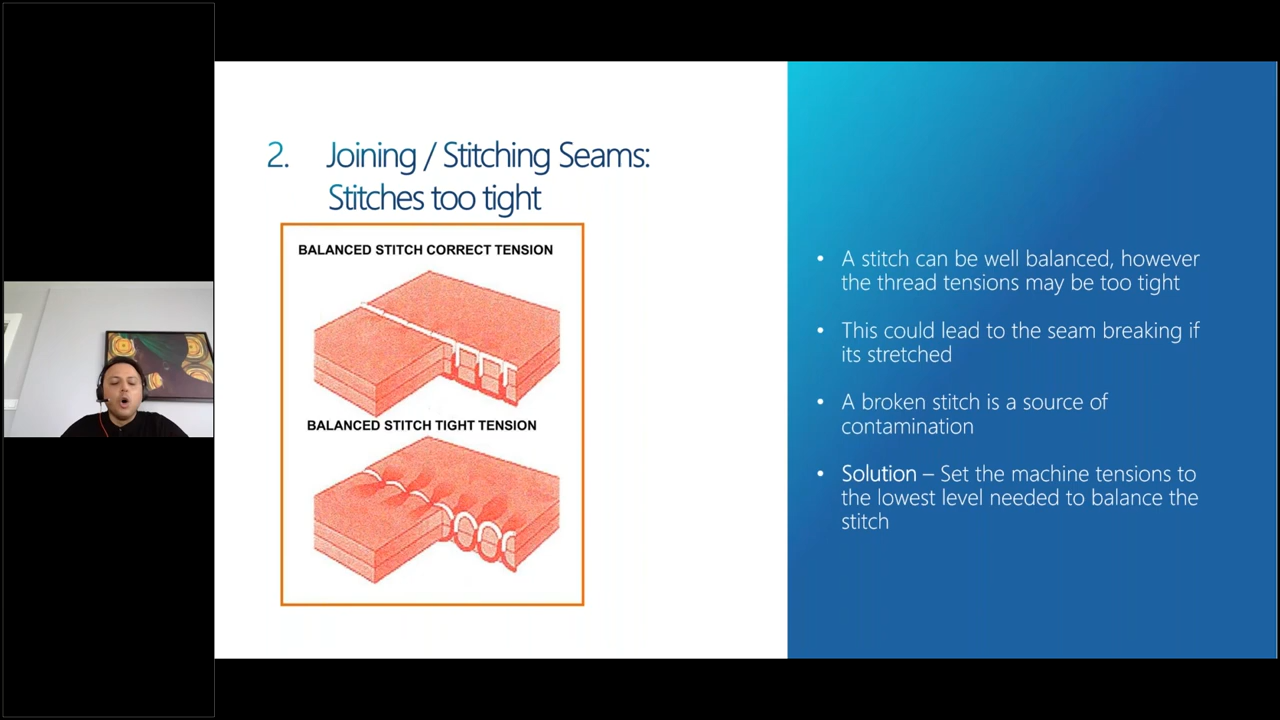 2. Joining / Stitching Seams:
Stitches too tight
BALANCED STITCH CORRECT TENSION
BALANCED STITCH TIGHT TENSION
• A stitch can be well balanced, however
the thread tensions may be too tight
• This could lead to the seam breaking if
its stretched
• A broken stitch is a source of
contamination
• Solution – Set the machine tensions to
the lowest level needed to balance the
stitch